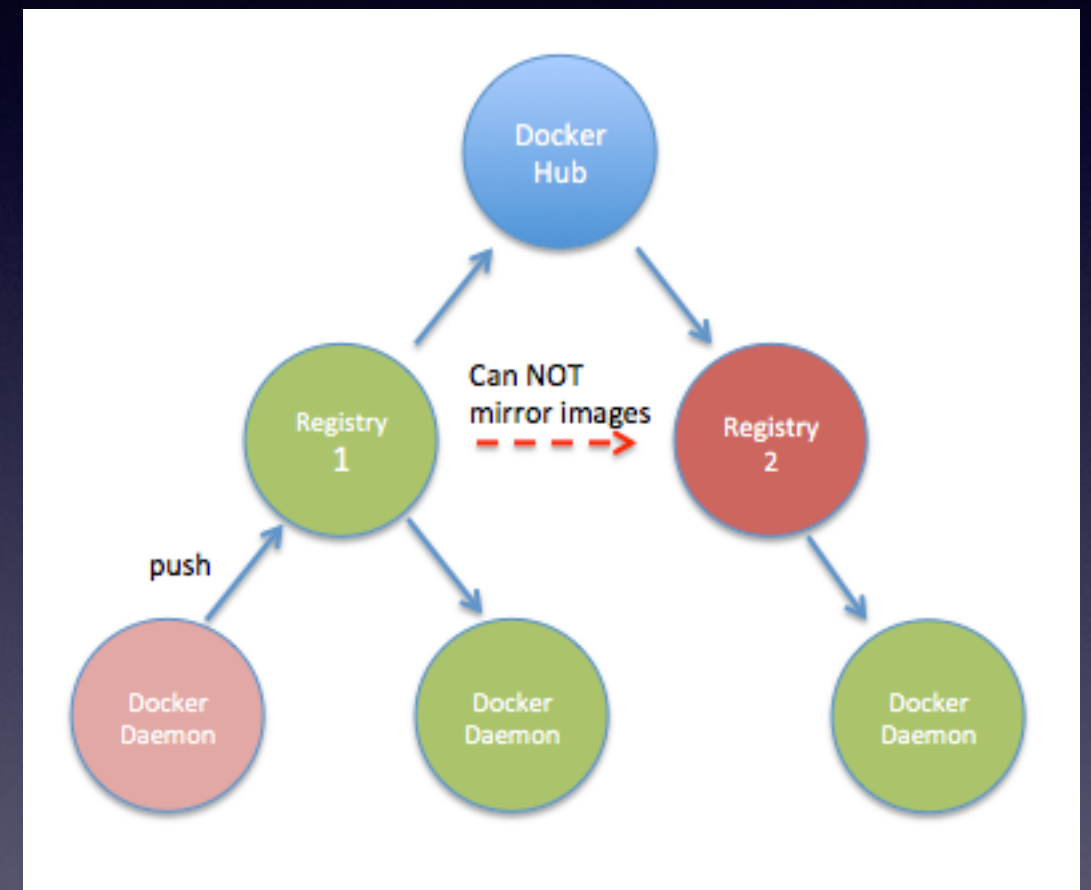 Docker
Hub
Can NOT
mirror images
Registry
1
Registry
2
push
Docker
Daemon
Docker
Daemon
Docker
Daemon